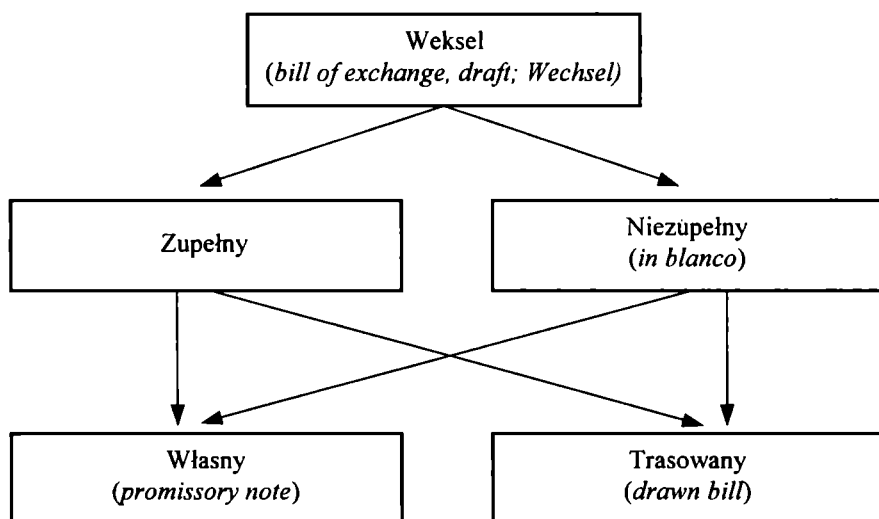 Weksel
(bill of exchange, draft; Wechsel)
Zupełny
Niezupełny
(in blanco)
Własny
(promissory note)
Trasowany
(drawn bill)